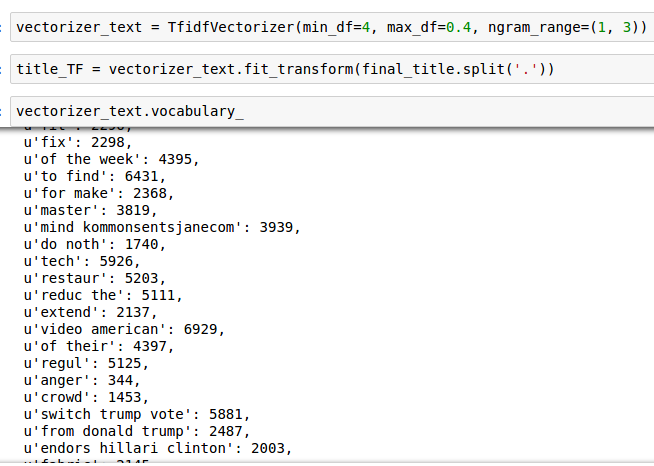 vectorizer_text = TfidfVectorizer(min_df=4, max_df=0.4, ngram_range=(1, 3))
title_TF = vectorizer_text.fit_transform(final_title.split('.'))
vectorizer_text.vocabulary_
u'fix': 2298,
u'of the week': 4395,
u'to find': 6431,
u'for make': 2368,
u'master': 3819,
u'mind kommonsentsjanecom': 3939,
u'do noth': 1740,
u'tech': 5926,
u'restaur': 5203,
u'reduc the': 5111,
u'extend': 2137,
u'video american': 6929,
u'of their': 4397,
u'regul': 5125,
u'anger': 344,
u'crowd': 1453,
u'switch trump vote': 5881,
u'from donald trump': 2487,
u'endors hillari clinton': 2003,